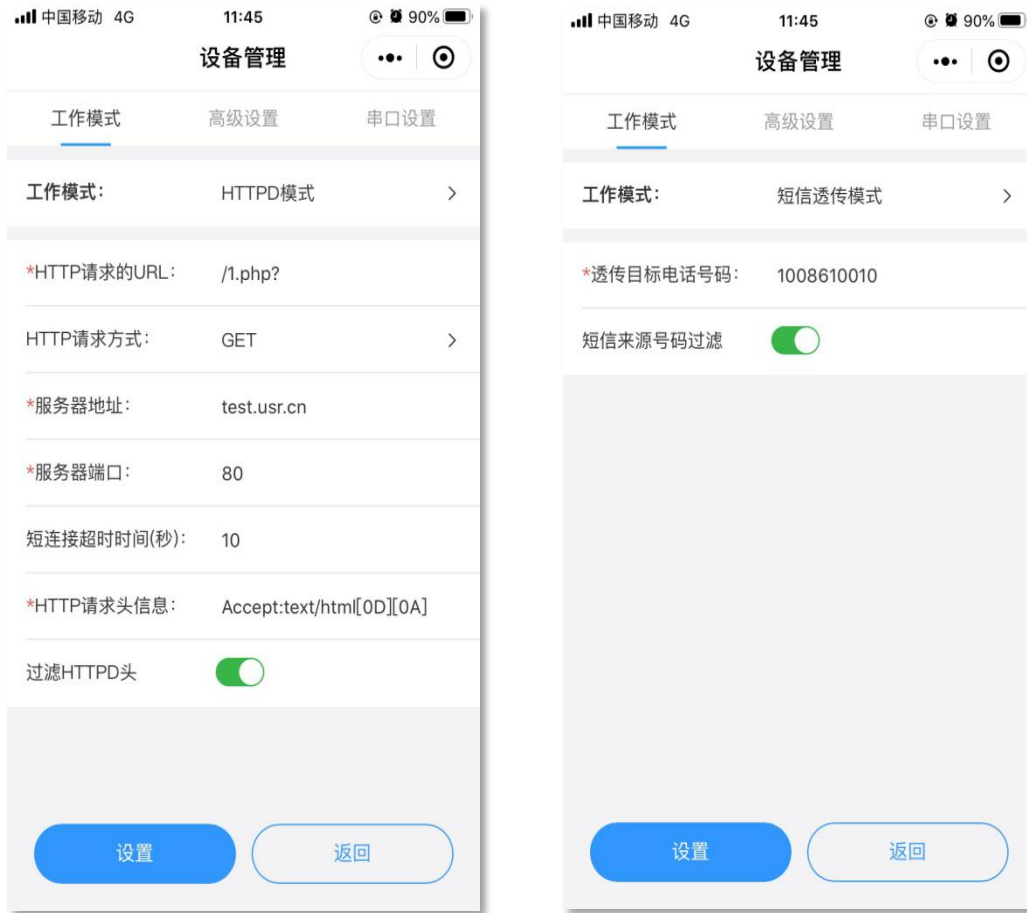 中国移动 4G 11:45 90%
设备管理
工作模式 高级设置 串口设置
工作模式： HTTPD模式
*HTTP请求的URL： /1.php?
HTTP请求方式： GET
*服务器地址： test.usr.cn
*服务器端口： 80
短连接超时时间(秒)： 10
*HTTP请求头信息： Accept:text/html[0D][0A]
过滤HTTPD头
设置 返回
中国移动 4G 11:45 90%
设备管理
工作模式 高级设置 串口设置
工作模式： 短信透传模式
*透传目标电话号码： 1008610010
短信来源号码过滤
设置 返回